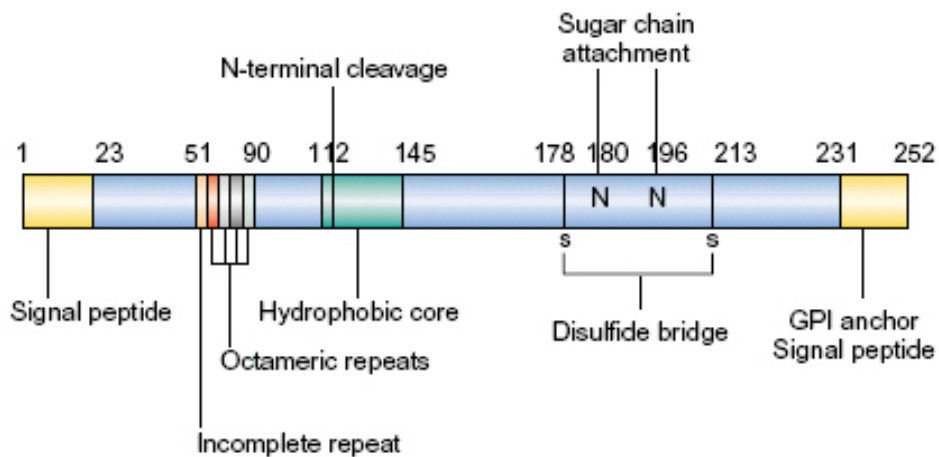 Sugar chain
attachment
N-terminal cleavage
1 23 51 90 112 145 178 180 196 213 231 252
N N
s s
Signal peptide
Hydrophobic core
Disulfide bridge
GPI anchor
Signal peptide
Octameric repeats
Incomplete repeat